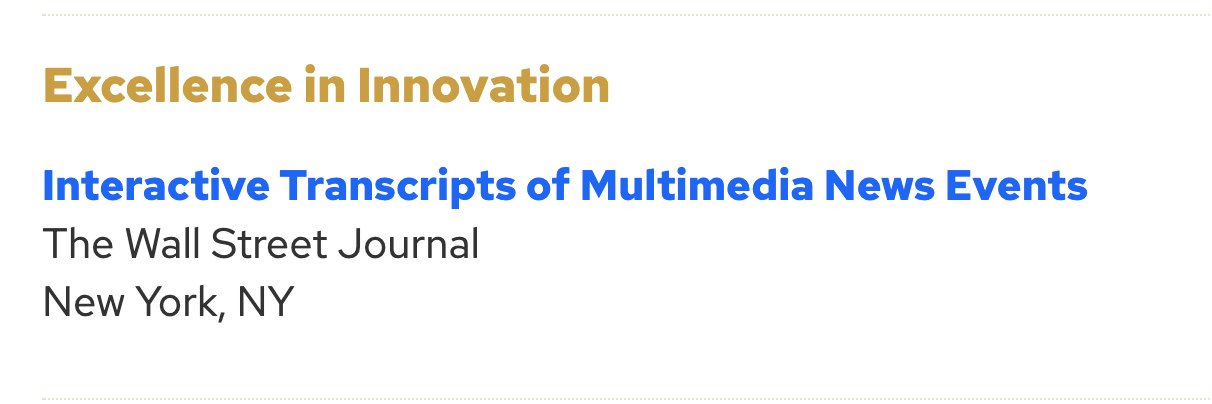 Excellence in Innovation
Interactive Transcripts of Multimedia News Events
The Wall Street Journal
New York, NY